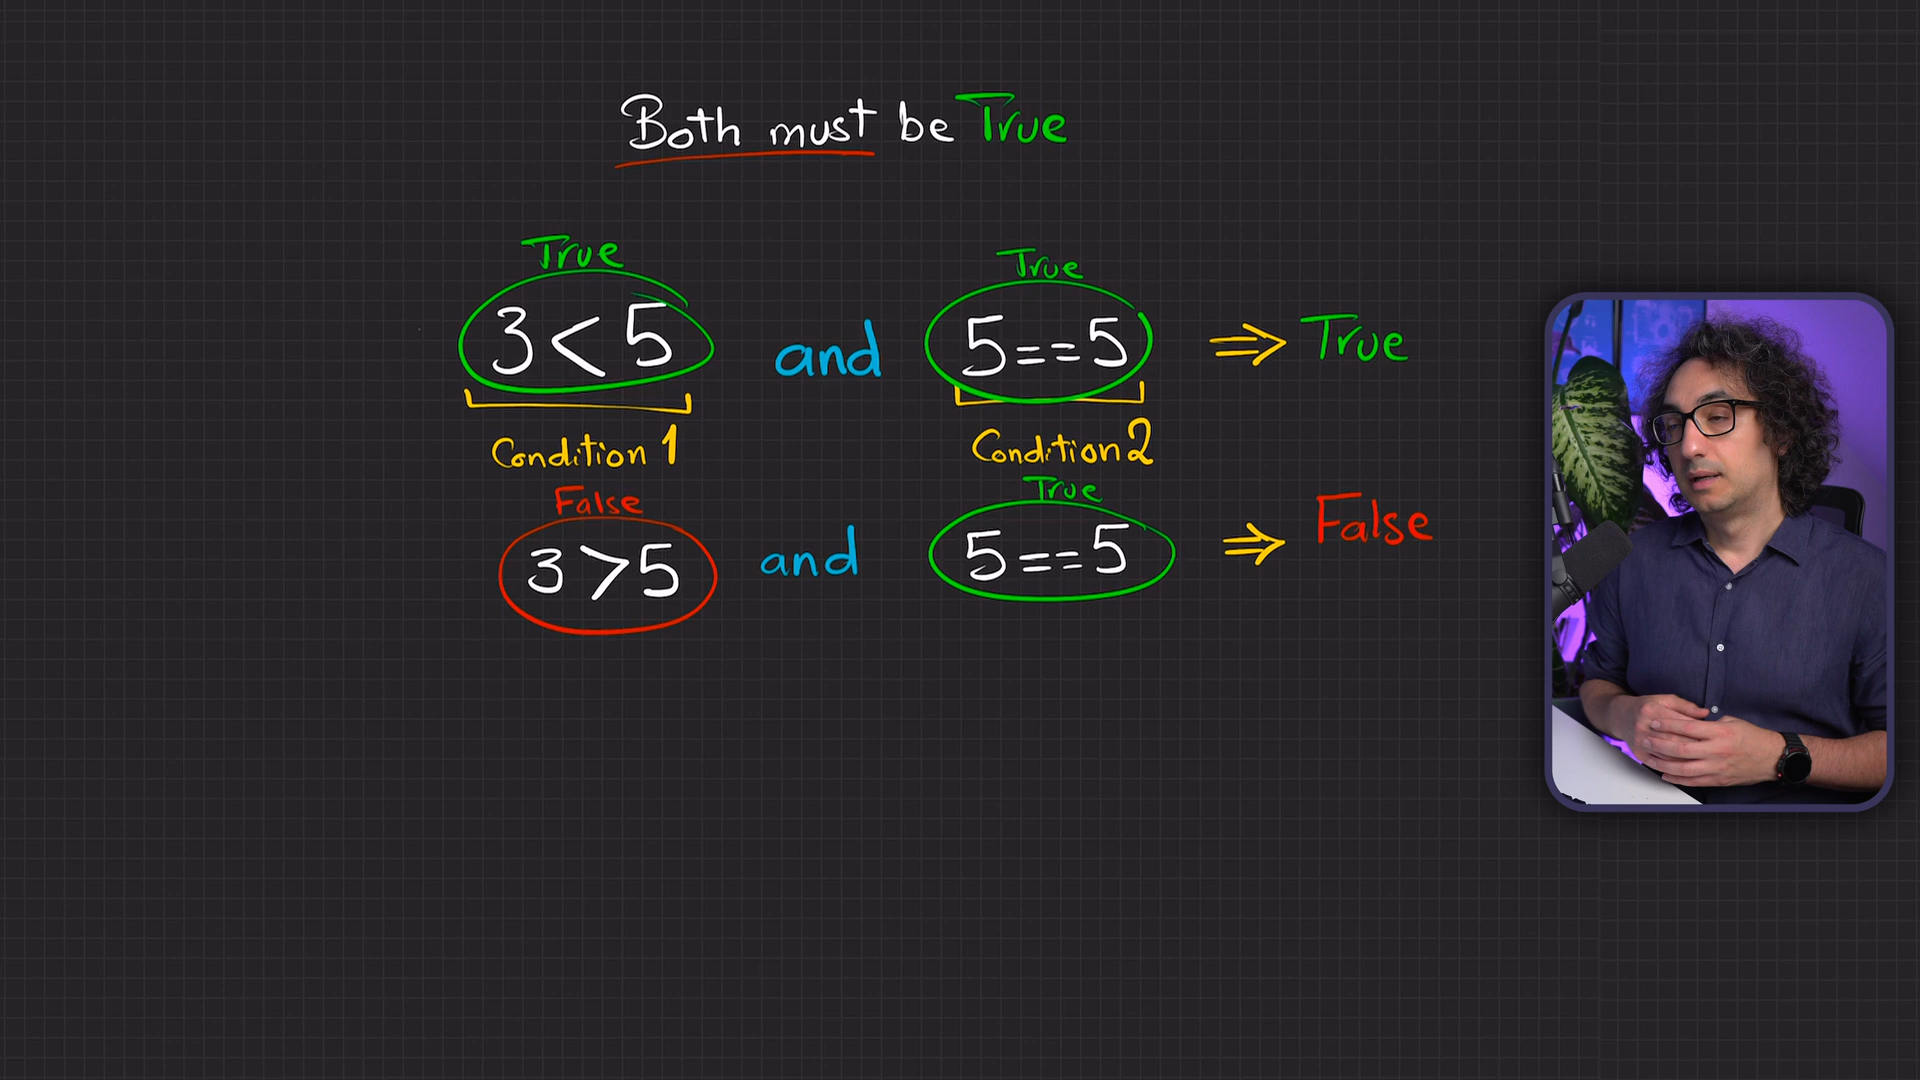 Both must be True
True True
3 < 5 and 5 == 5 ⇒ True
Condition 1 Condition 2
False True
3 > 5 and 5 == 5 ⇒ False